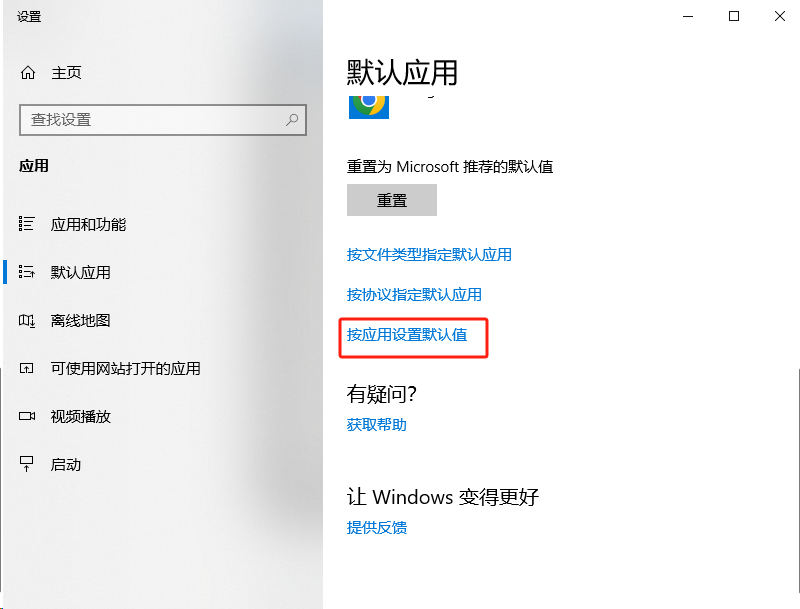 设置
主页
查找设置
应用
应用和功能
默认应用
离线地图
可使用网站打开的应用
视频播放
启动
默认应用
重置为 Microsoft 推荐的默认值
重置
按文件类型指定默认应用
按协议指定默认应用
按应用设置默认值
有疑问?
获取帮助
让 Windows 变得更好
提供反馈